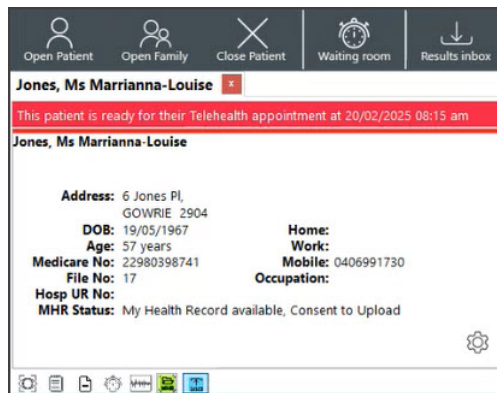 Open Patient Open Family Close Patient Waiting room Results inbox
Jones, Ms Marrianna-Louise x
This patient is ready for their Telehealth appointment at 20/02/2025 08:15 am
Jones, Ms Marrianna-Louise
Address: 6 Jones Pl,
GOWRIE 2904
DOB: 19/05/1967 Home:
Age: 57 years Work:
Medicare No: 22980398741 Mobile: 0406991730
File No: 17 Occupation:
Hosp UR No:
MHR Status: My Health Record available, Consent to Upload